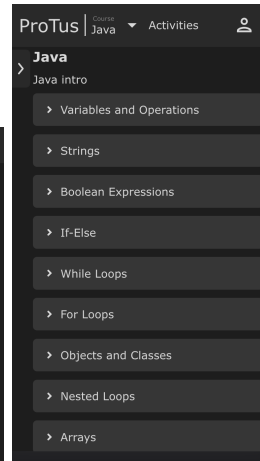 ProTus Course Java Activities
Java
Java intro
Variables and Operations
Strings
Boolean Expressions
If-Else
While Loops
For Loops
Objects and Classes
Nested Loops
Arrays